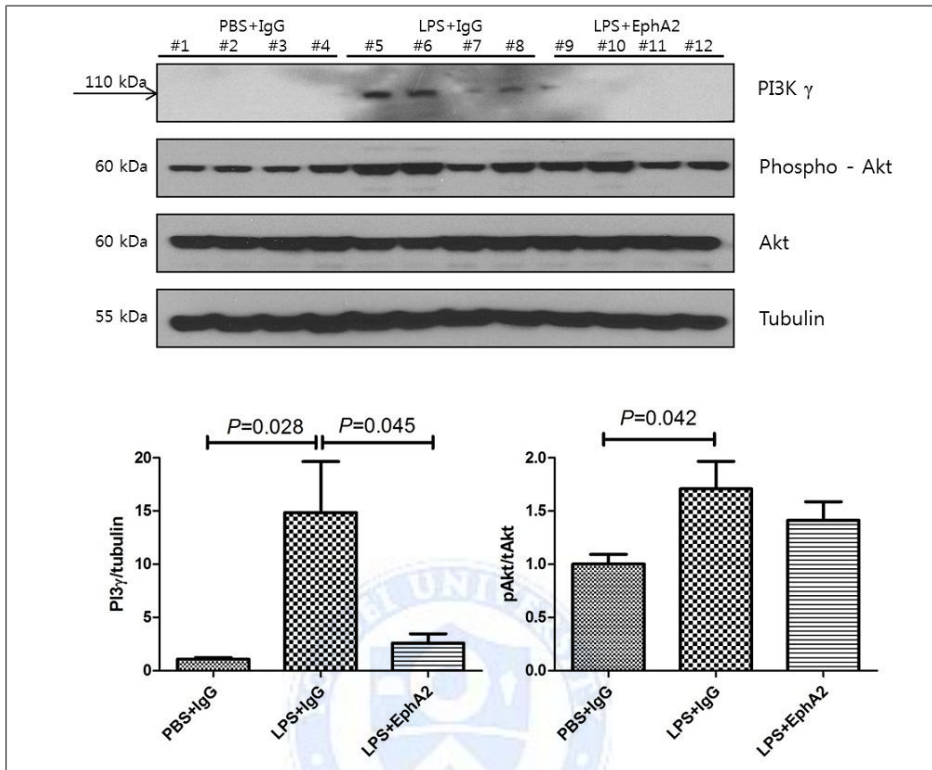 PBS+IgG LPS+IgG LPS+EphA2
#1 #2 #3 #4 #5 #6 #7 #8 #9 #10 #11 #12
110 kDa PI3K γ
60 kDa Phospho - Akt
60 kDa Akt
55 kDa Tubulin
P=0.028 P=0.045
PI3γ/tubulin
20
15
10
5
0
PBS+IgG LPS+IgG LPS+EphA2
P=0.042
pAkt/tAkt
2.0
1.5
1.0
0.5
0.0
PBS+IgG LPS+IgG LPS+EphA2